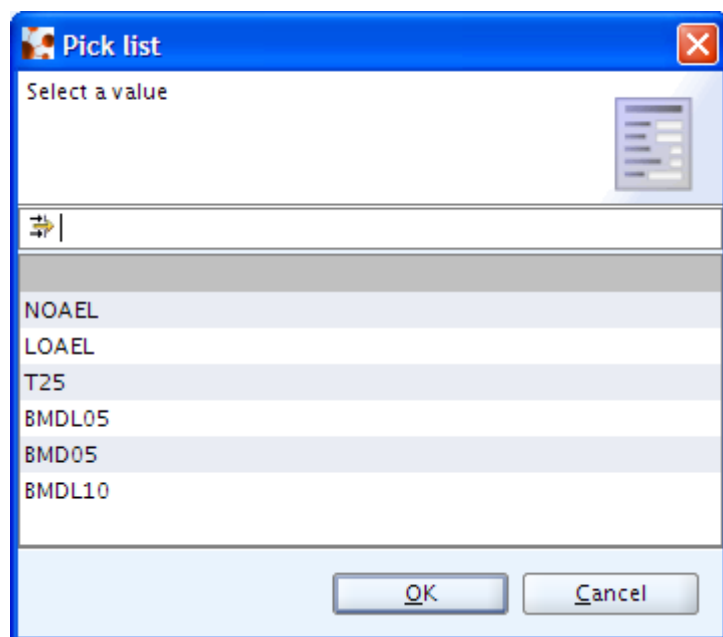 Pick list
Select a value
NOAEL
LOAEL
T25
BMDL05
BMD05
BMDL10
OK Cancel